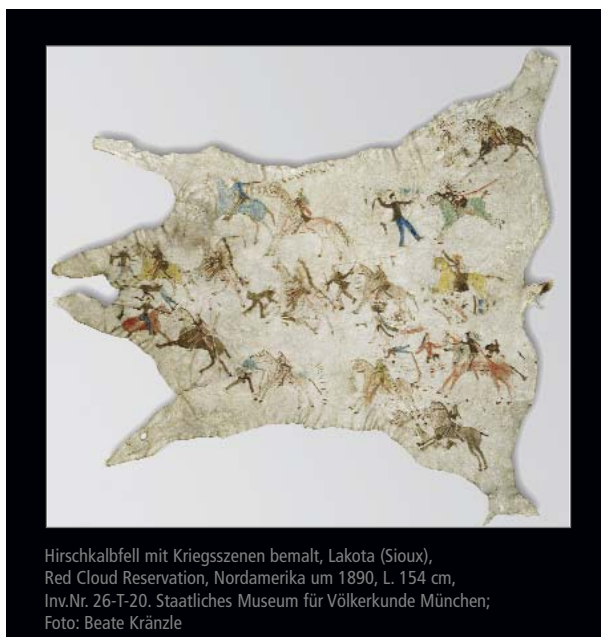 Hirschkalbfell mit Kriegsszenen bemalt, Lakota (Sioux),
Red Cloud Reservation, Nordamerika um 1890, L. 154 cm,
Inv.Nr. 26-T-20. Staatliches Museum für Völkerkunde München;
Foto: Beate Kränzle